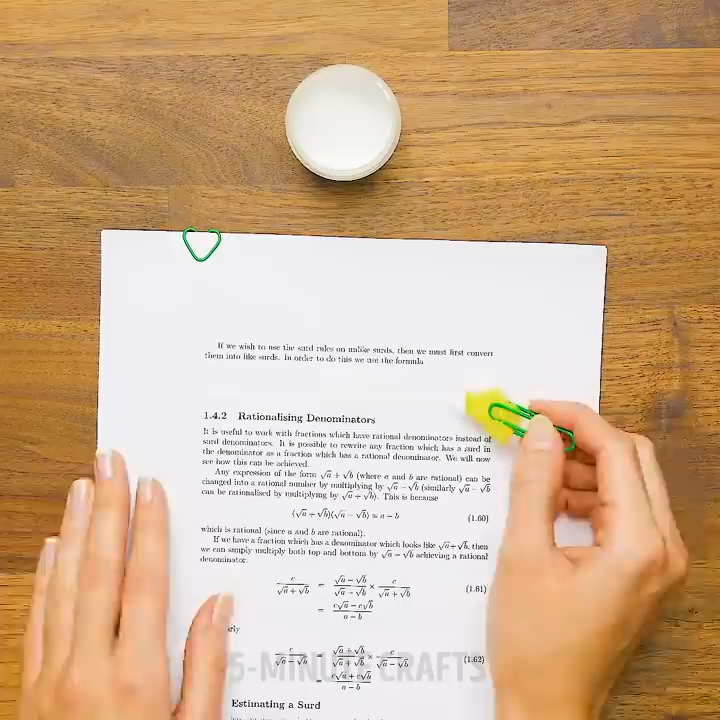 If we wish to use the surd rules on unlike surds, then we must first convert
them into like surds. In order to do this we use the formula
1.4.2 Rationalising Denominators
It is useful to work with fractions which have rational denominators instead of
surd denominators. It is possible to rewrite any fraction which has a surd in
the denominator as a fraction which has a rational denominator. We will now
see how this can be achieved.
Any expression of the form √a + √b (where a and b are rational) can be
changed into a rational number by multiplying by √a − √b (similarly √a − √b
can be rationalised by multiplying by √a + √b). This is because
(√a + √b)(√a − √b) = a − b (1.60)
which is rational (since a and b are rational).
If we have a fraction which has a denominator which looks like √a+√b, then
we can simply multiply both top and bottom by √a − √b achieving a rational
denominator.
c/(√a + √b) = (√a − √b)/(√a − √b) × c/(√a + √b) (1.61)
= (c√a − c√b)/(a − b)
c/(√a − √b) = (√a + √b)/(√a + √b) × c/(√a − √b) (1.62)
= (c√a + c√b)/(a − b)
5-MINUTE CRAFTS
Estimating a Surd